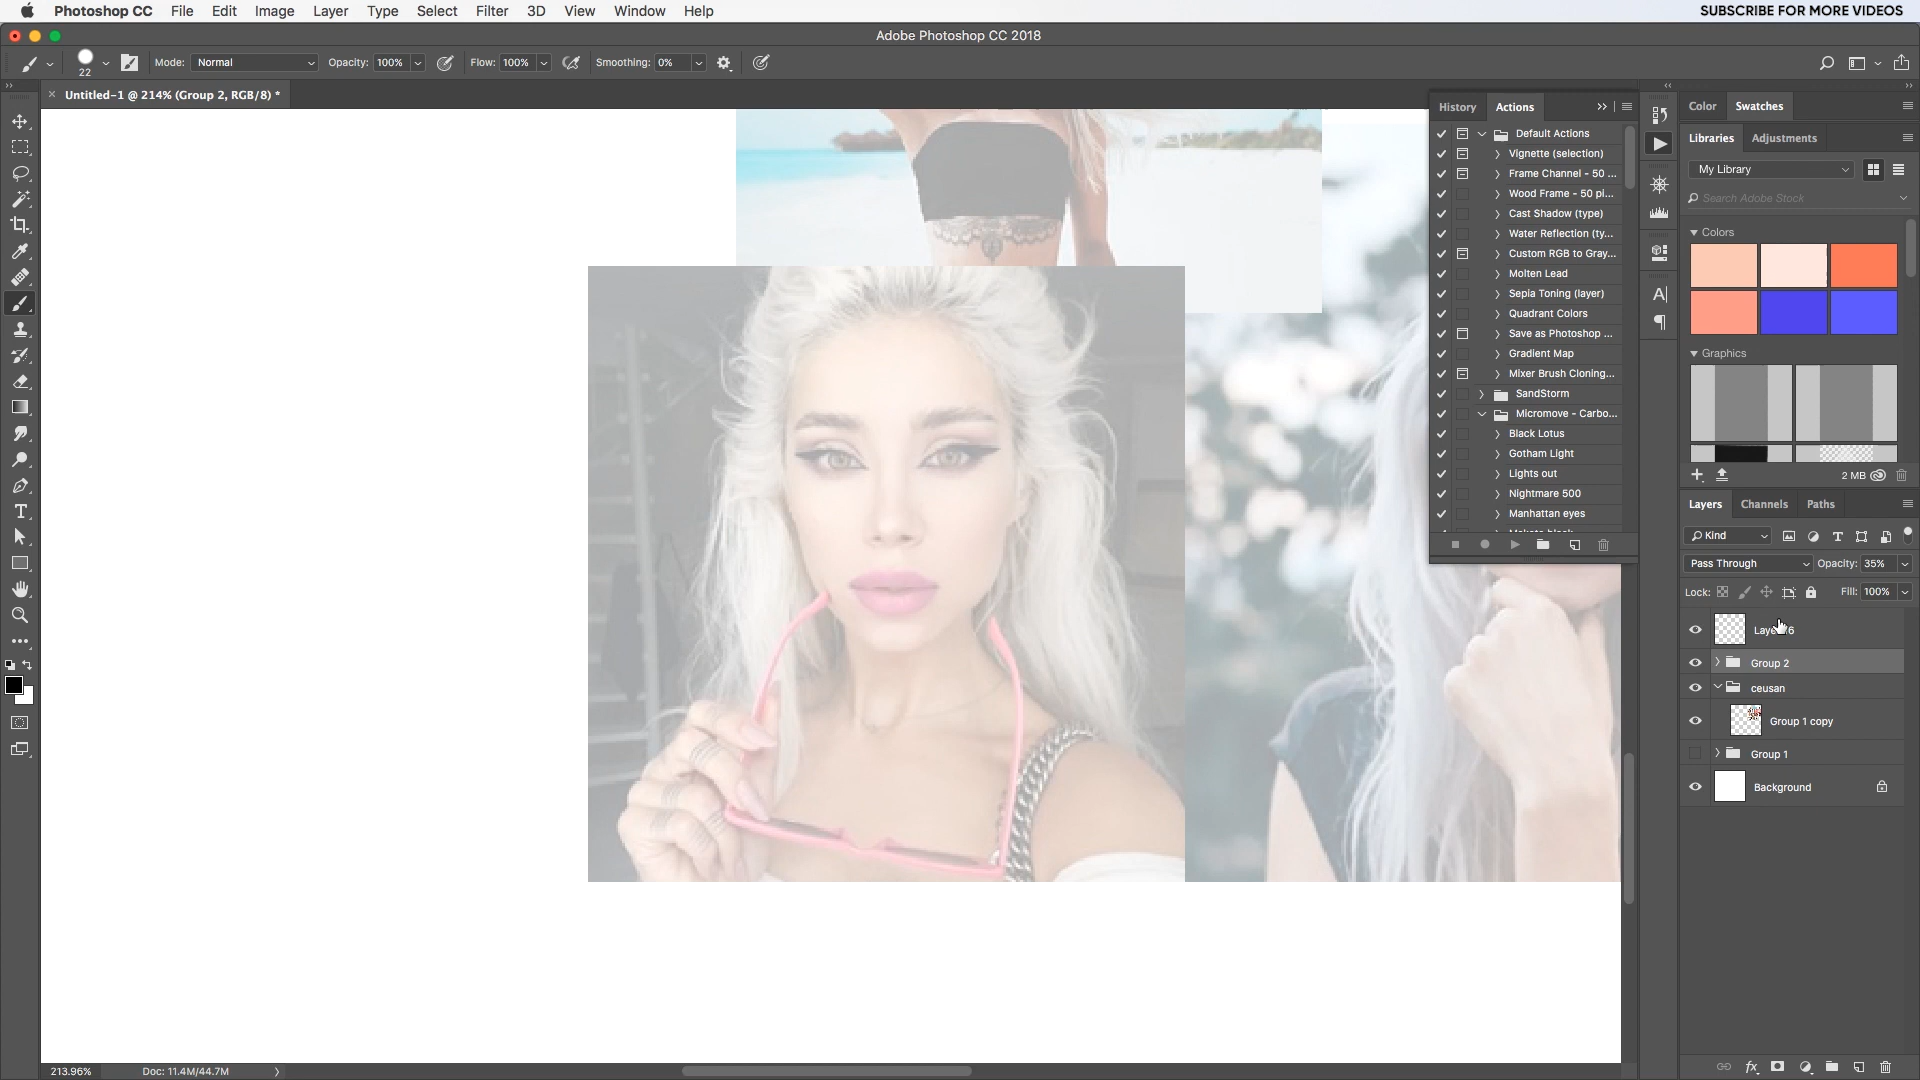 Photoshop CC File Edit Image Layer Type Select Filter 3D View Window Help SUBSCRIBE FOR MORE VIDEOS
Adobe Photoshop CC 2018
22 Mode: Normal Opacity: 100% Flow: 100% Smoothing: 0%
Untitled-1 @ 214% (Group 2, RGB/8) *
History Actions
Default Actions
Vignette (selection)
Frame Channel - 50 ...
Wood Frame - 50 pi...
Cast Shadow (type)
Water Reflection (ty...
Custom RGB to Gray...
Molten Lead
Sepia Toning (layer)
Quadrant Colors
Save as Photoshop ...
Gradient Map
Mixer Brush Cloning...
SandStorm
Micromove - Carbo...
Black Lotus
Gotham Light
Lights out
Nightmare 500
Manhattan eyes
Color Swatches
Libraries Adjustments
My Library
Search Adobe Stock
Colors
Graphics
2 MB
Layers Channels Paths
Kind
Pass Through Opacity: 35%
Lock: Fill: 100%
Group 2
ceusan
Group 1 copy
Group 1
Background
213.96% Doc: 11.4M/44.7M